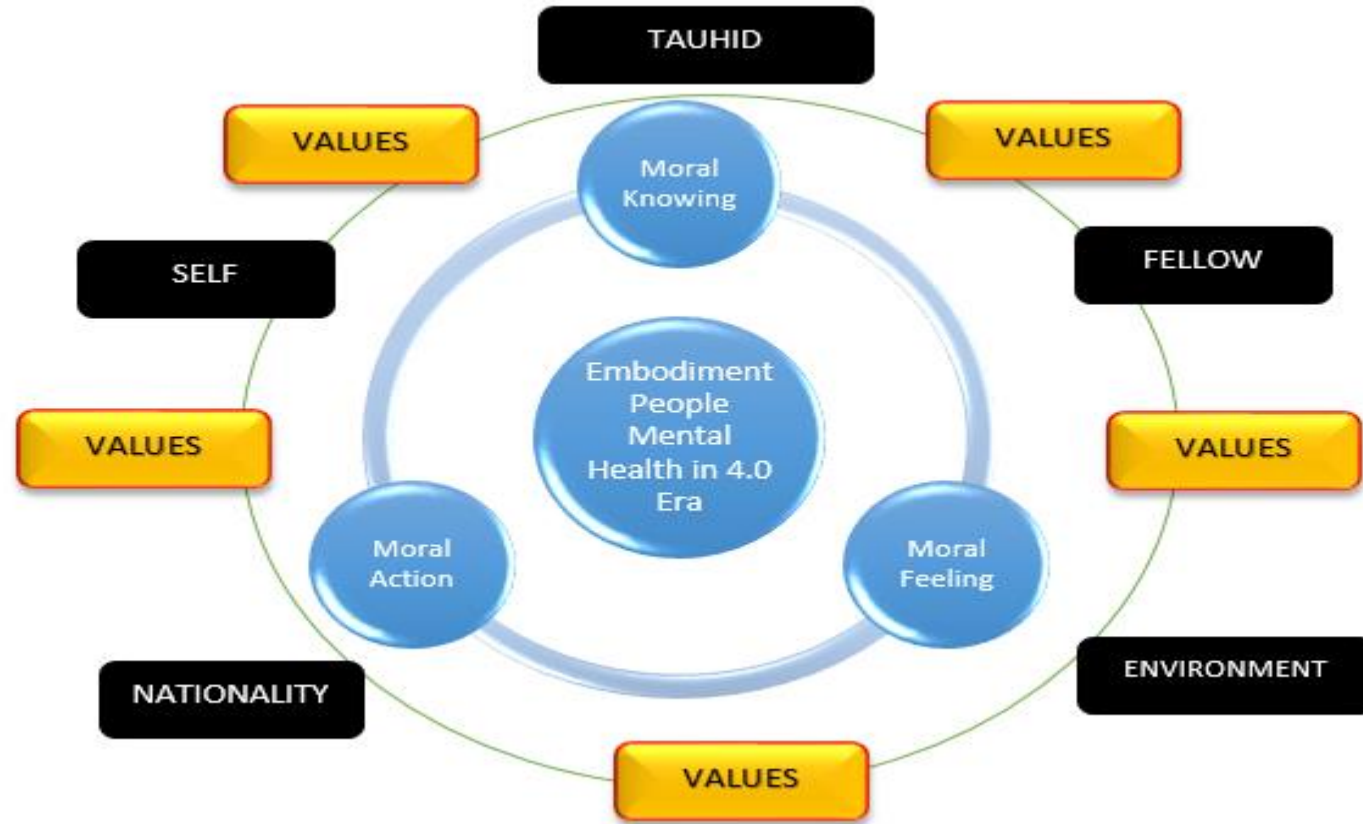 TAUHID
VALUES
VALUES
Moral
Knowing
SELF
FELLOW
Embodiment
People
Mental
Health in 4.0
Era
VALUES
VALUES
Moral
Action
Moral
Feeling
NATIONALITY
ENVIRONMENT
VALUES